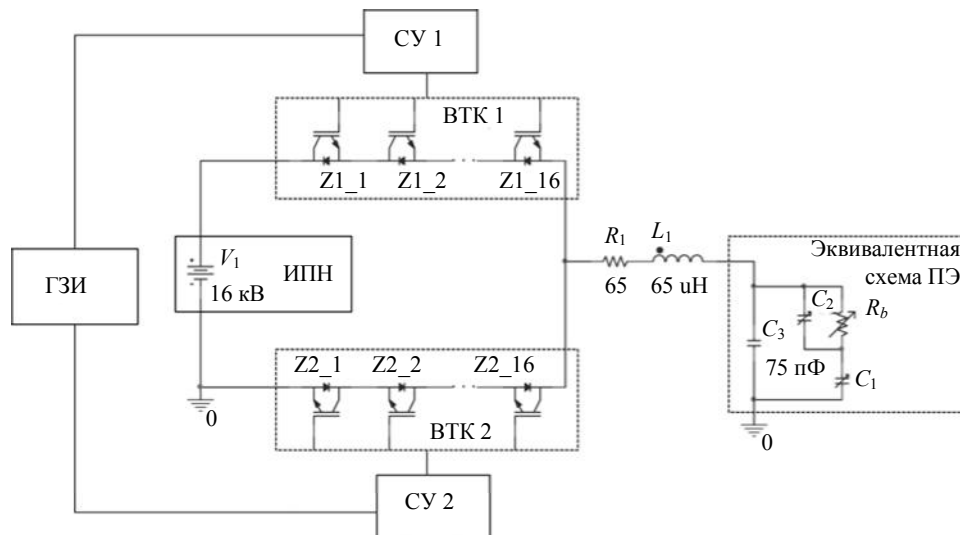 СУ 1
ВТК 1
Z1_1 Z1_2 Z1_16
V1
16 кВ
ИПН
ГЗИ
R1
65
L1
65 uH
Эквивалентная
схема ПЭ
C2
Rb
C3
75 пФ
C1
0
Z2_1 Z2_2 Z2_16
0
ВТК 2
СУ 2